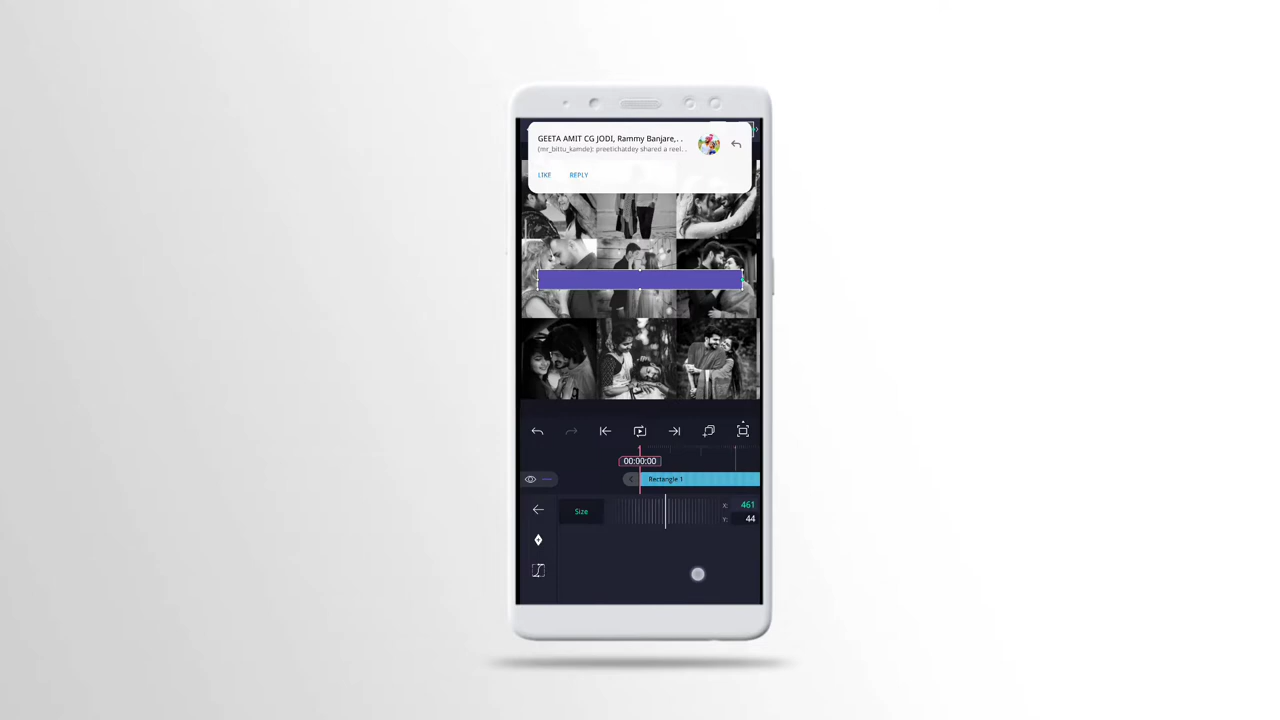 GEETA AMIT CG JODI, Rammy Banjare,. .
(mr_bittu_kamde): preetichatdey shared a reel. .
LIKE REPLY
00:00:00
Rectangle 1
Size
X: 461
Y: 44